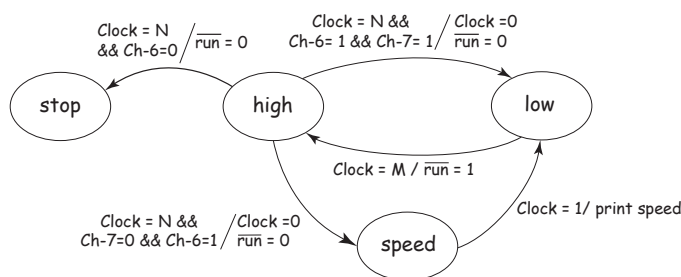 Clock = N
&& Ch-6=0 / run = 0
Clock = N &&
Ch-6= 1 && Ch-7= 1 / Clock =0
run = 0
stop
high
low
Clock = M / run = 1
Clock = N &&
Ch-7=0 && Ch-6=1 / Clock =0
run = 0
Clock = 1/ print speed
speed